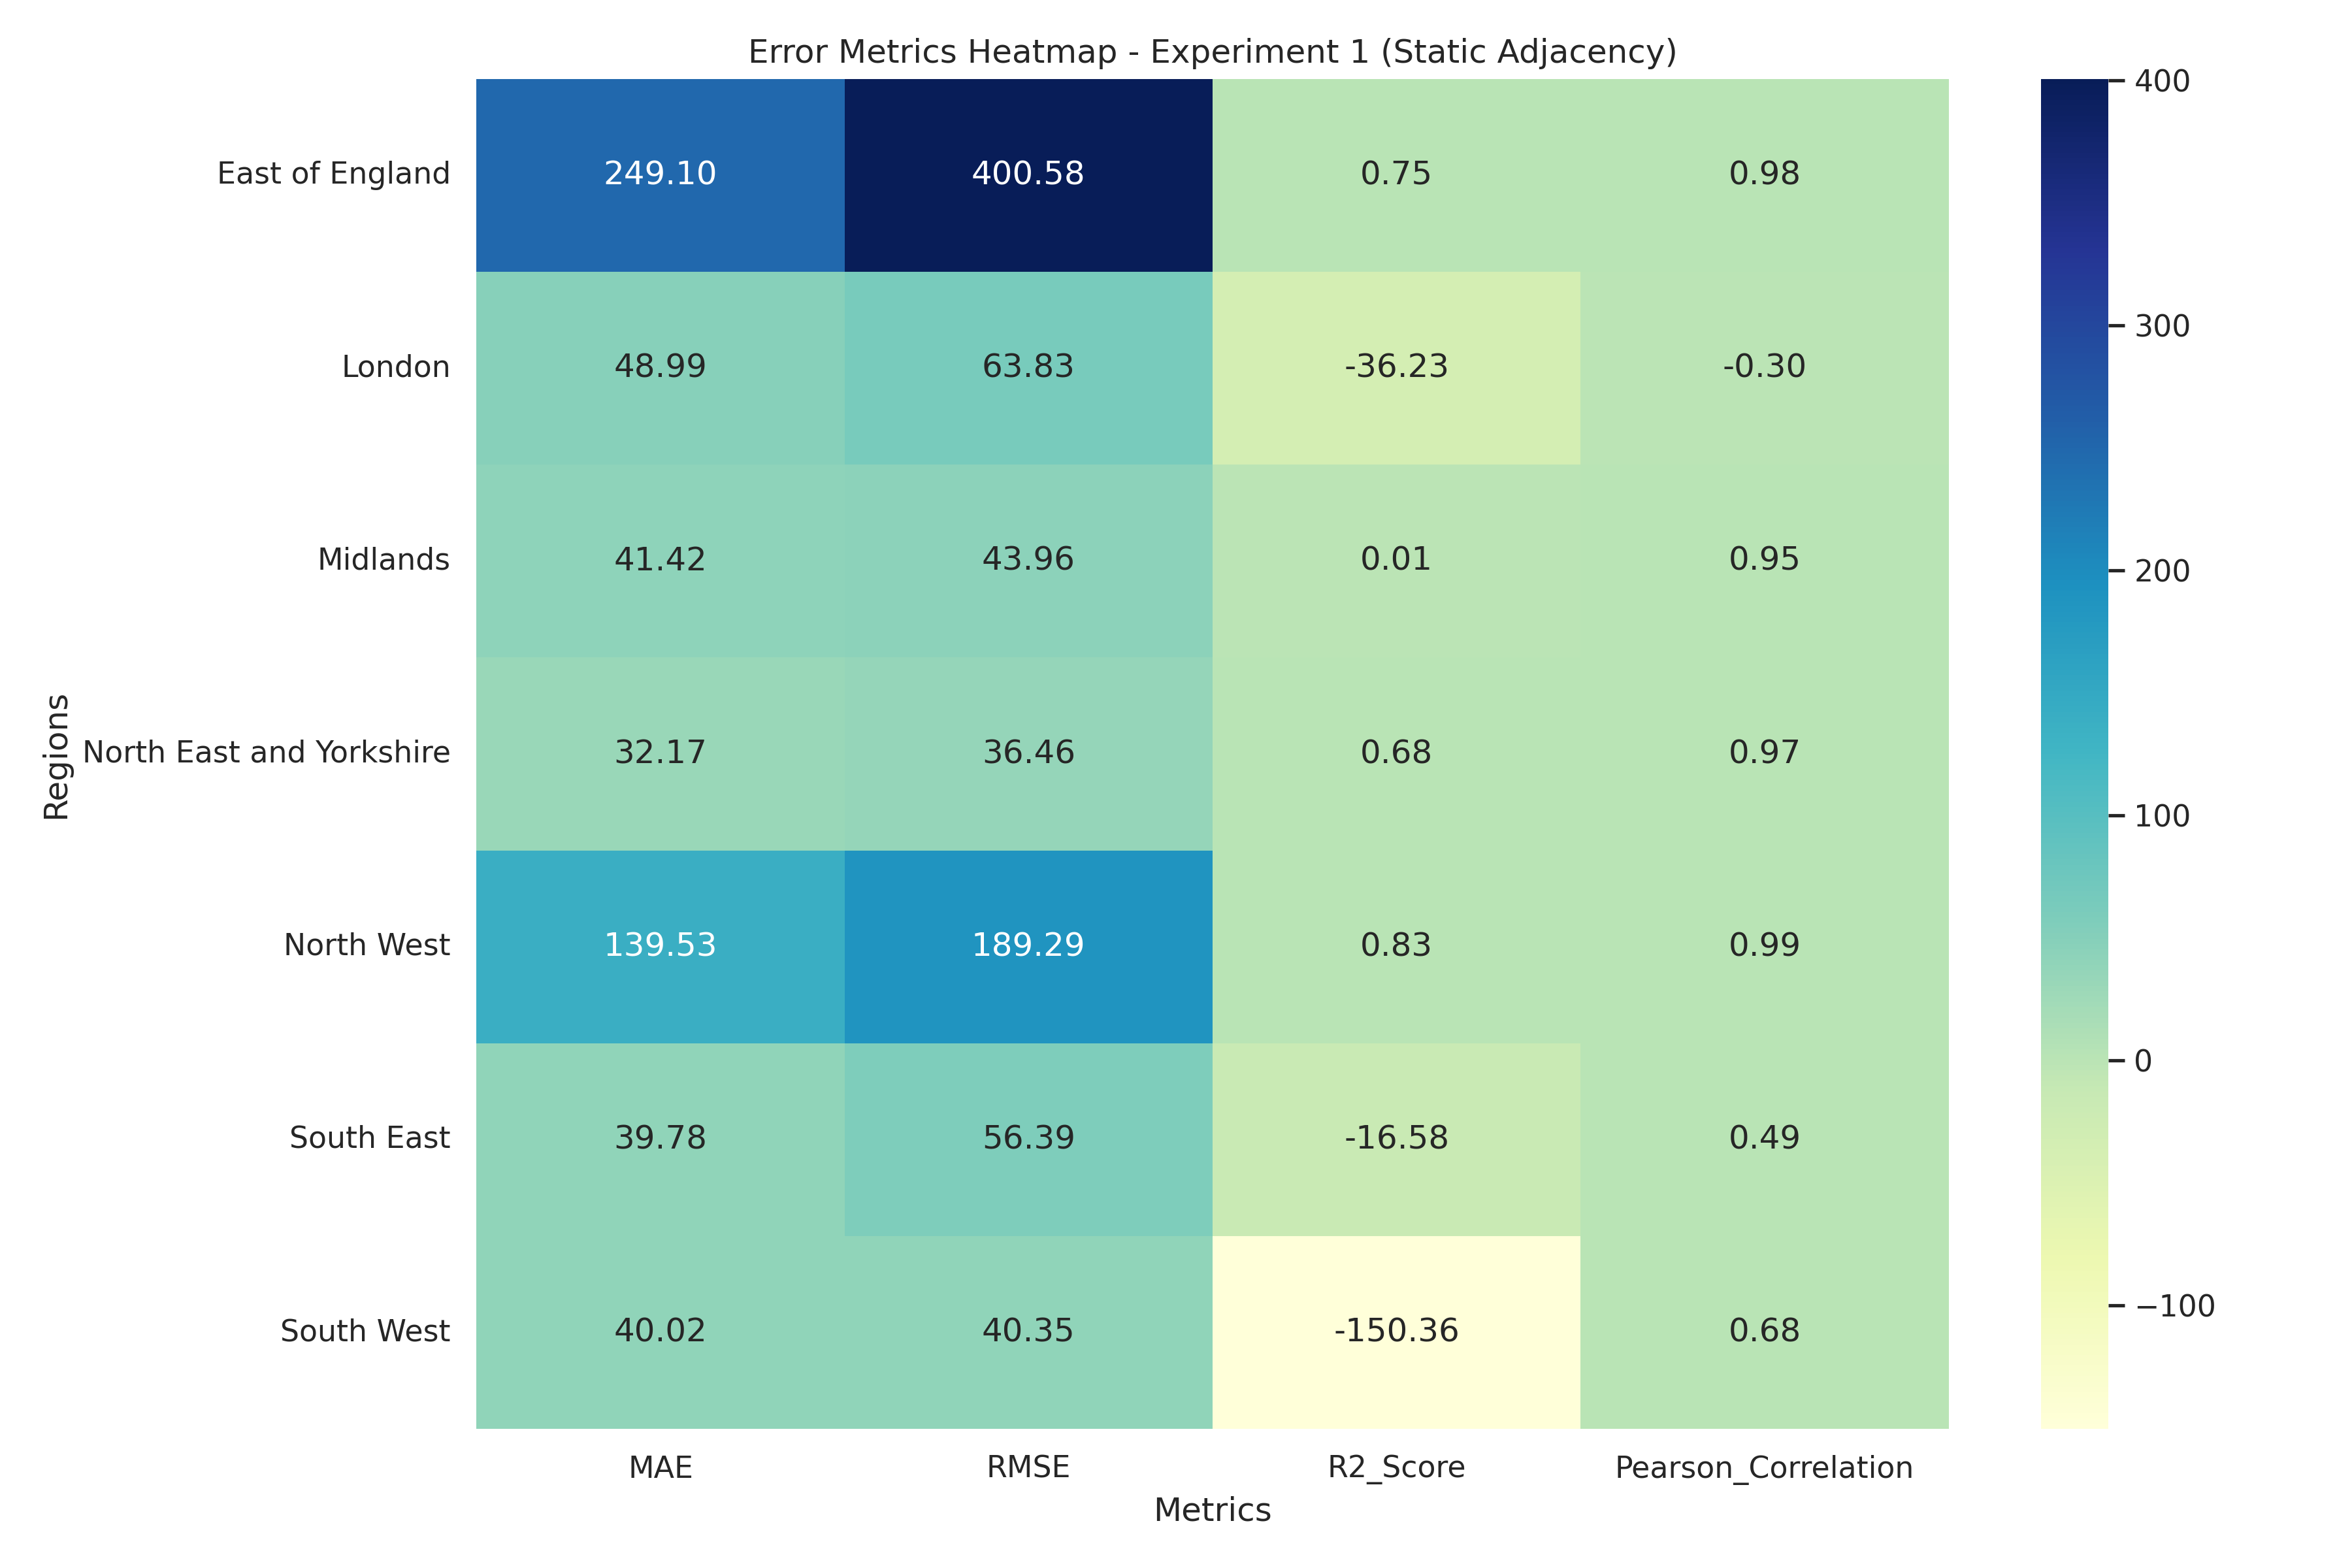 Error Metrics Heatmap - Experiment 1 (Static Adjacency)
Regions
East of England 249.10 400.58 0.75 0.98
London 48.99 63.83 -36.23 -0.30
Midlands 41.42 43.96 0.01 0.95
North East and Yorkshire 32.17 36.46 0.68 0.97
North West 139.53 189.29 0.83 0.99
South East 39.78 56.39 -16.58 0.49
South West 40.02 40.35 -150.36 0.68
MAE RMSE R2_Score Pearson_Correlation
Metrics
400
300
200
100
0
−100